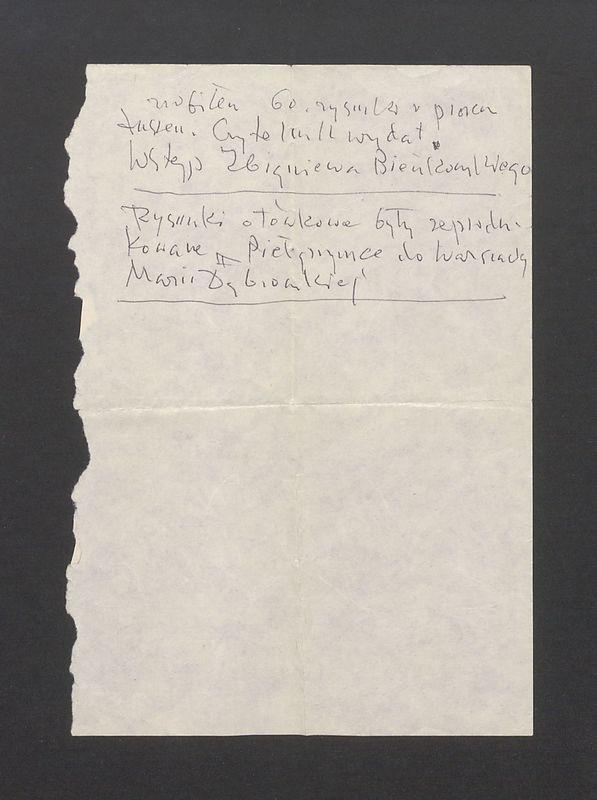 zrobiłem 60 rysunków piórem
tuszem. Czytelnik wydał.
Wstęp Zbigniewa Bieńkowskiego
Rysunki ołówkowe były reprodu-
kowane w Pielgrzymce do Warszawy
Marii Dąbrowskiej